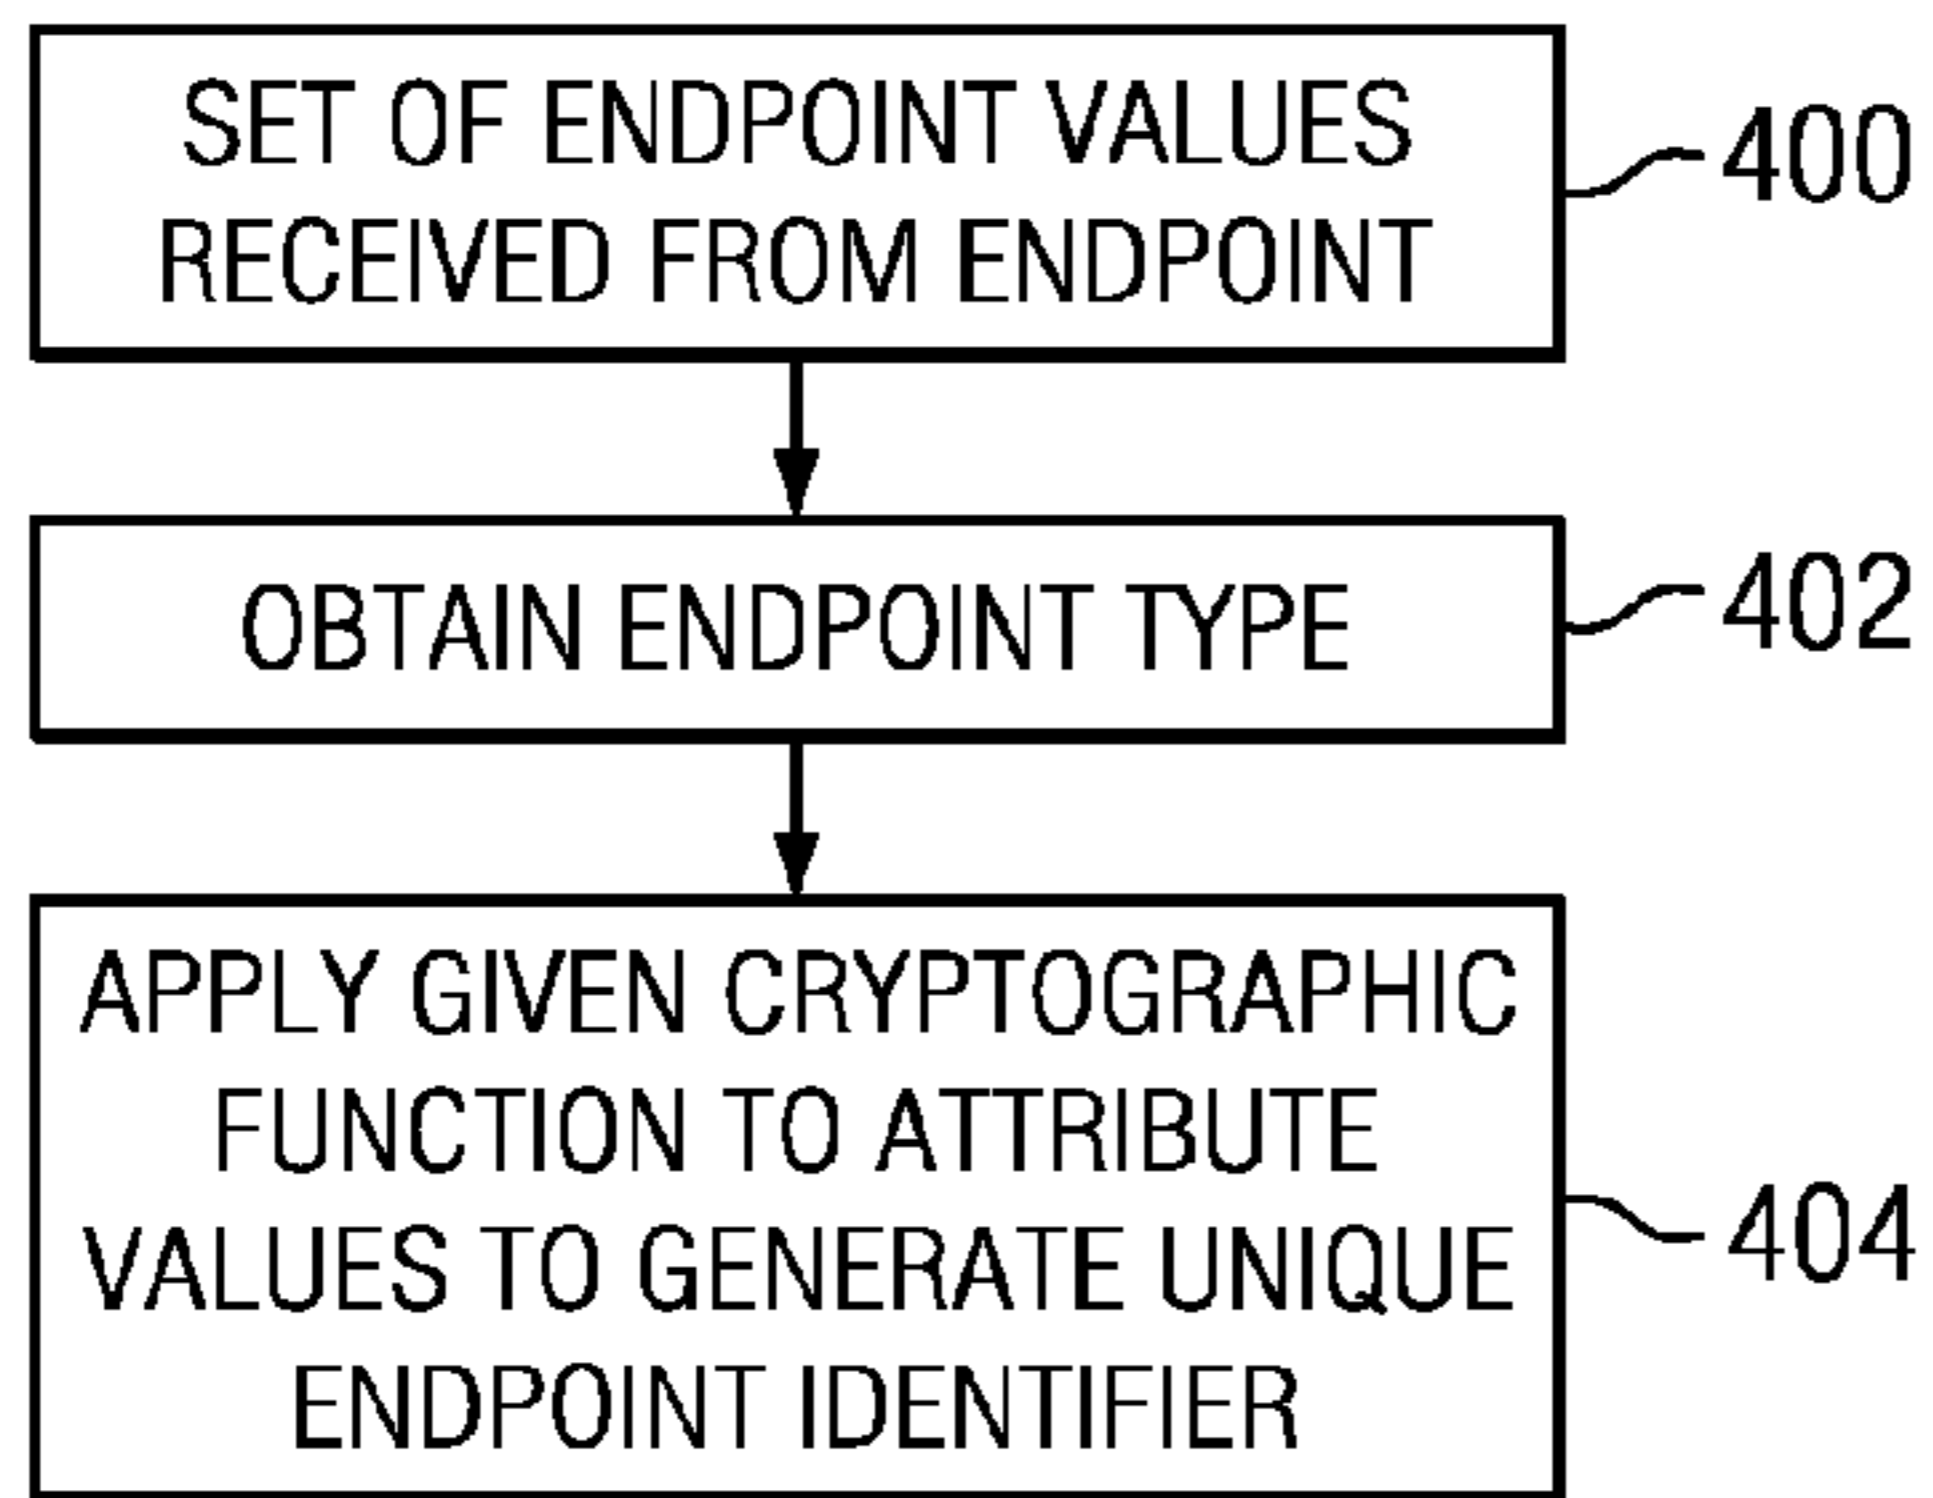 SET OF ENDPOINT VALUES
RECEIVED FROM ENDPOINT
400
OBTAIN ENDPOINT TYPE
402
APPLY GIVEN CRYPTOGRAPHIC
FUNCTION TO ATTRIBUTE
VALUES TO GENERATE UNIQUE
ENDPOINT IDENTIFIER
404